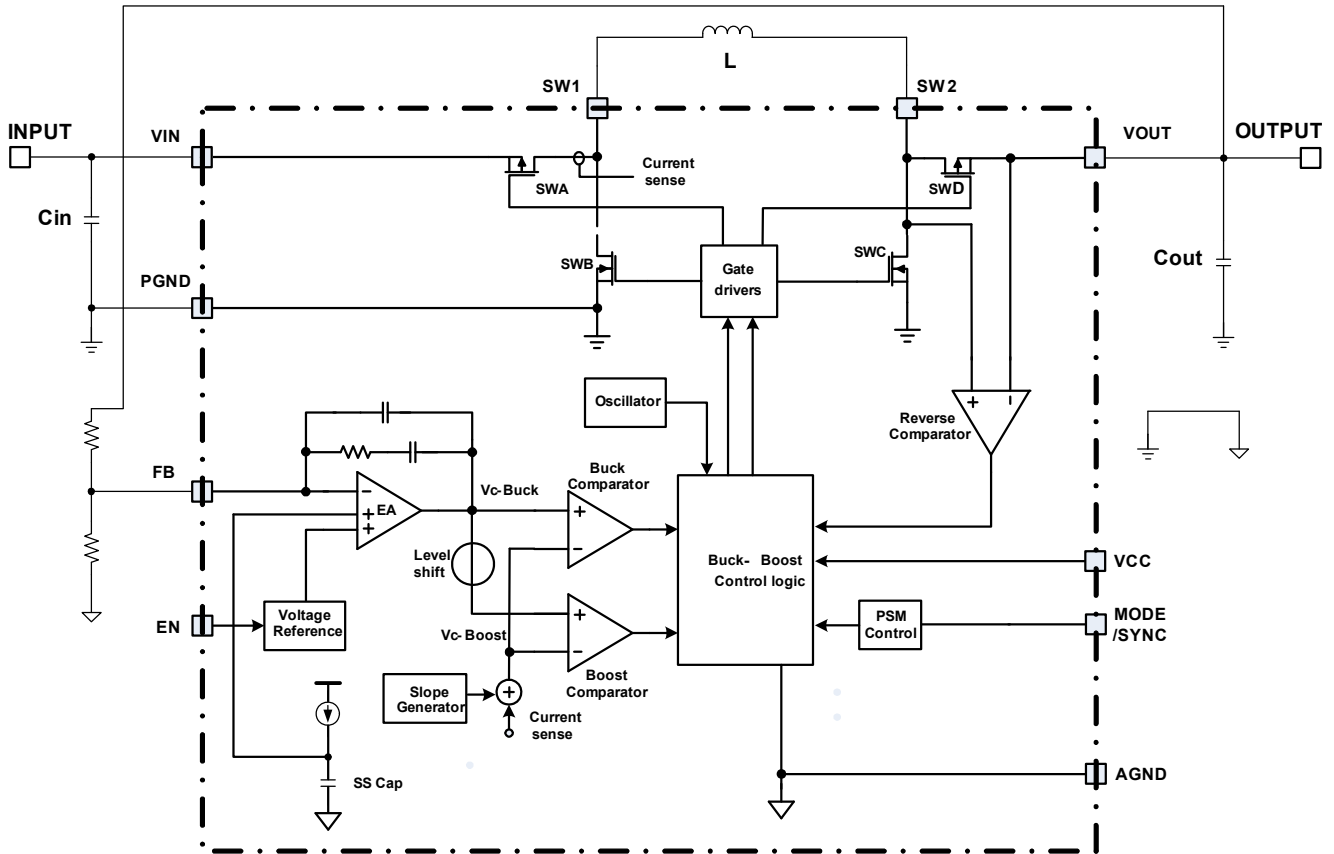 L
SW1
SW2
INPUT
VIN
VOUT
OUTPUT
SWA
Current
sense
SWD
Cin
SWB
Gate
drivers
SWC
Cout
PGND
Oscillator
+
−
Reverse
Comparator
FB
−
+
+
EA
Vc-Buck
Buck
Comparator
+
−
Level
shift
Buck- Boost
Control logic
VCC
EN
Voltage
Reference
Vc-Boost
+
−
PSM
Control
MODE
/SYNC
Boost
Comparator
Slope
Generator
+
Current
sense
SS Cap
AGND